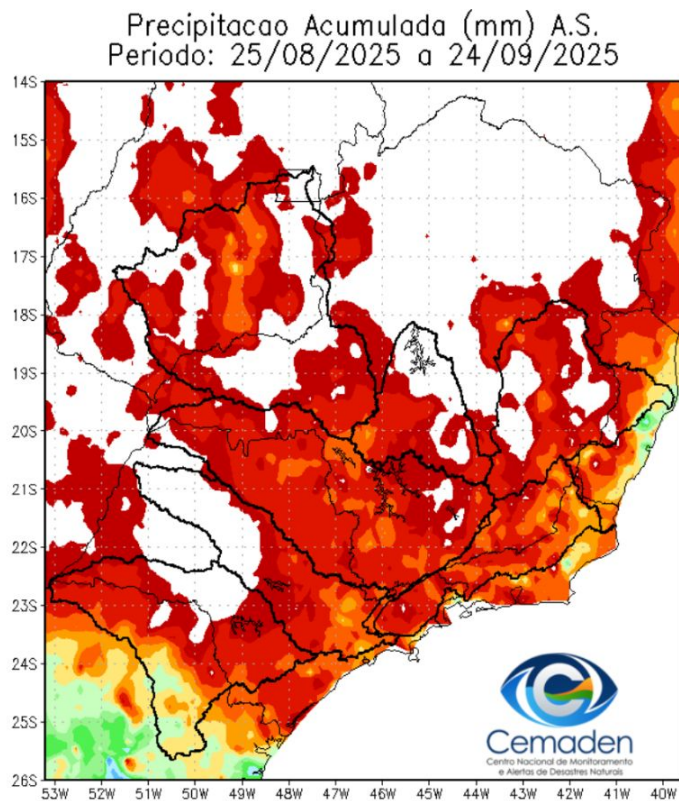 Precipitacao Acumulada (mm) A.S.
Periodo: 25/08/2025 a 24/09/2025
14S
15S
16S
17S
18S
19S
20S
21S
22S
23S
24S
25S
26S
53W 52W 51W 50W 49W 48W 47W 46W 45W 44W 43W 42W 41W 40W
Cemaden
Centro Nacional de Monitoramento
e Alertas de Desastres Naturais